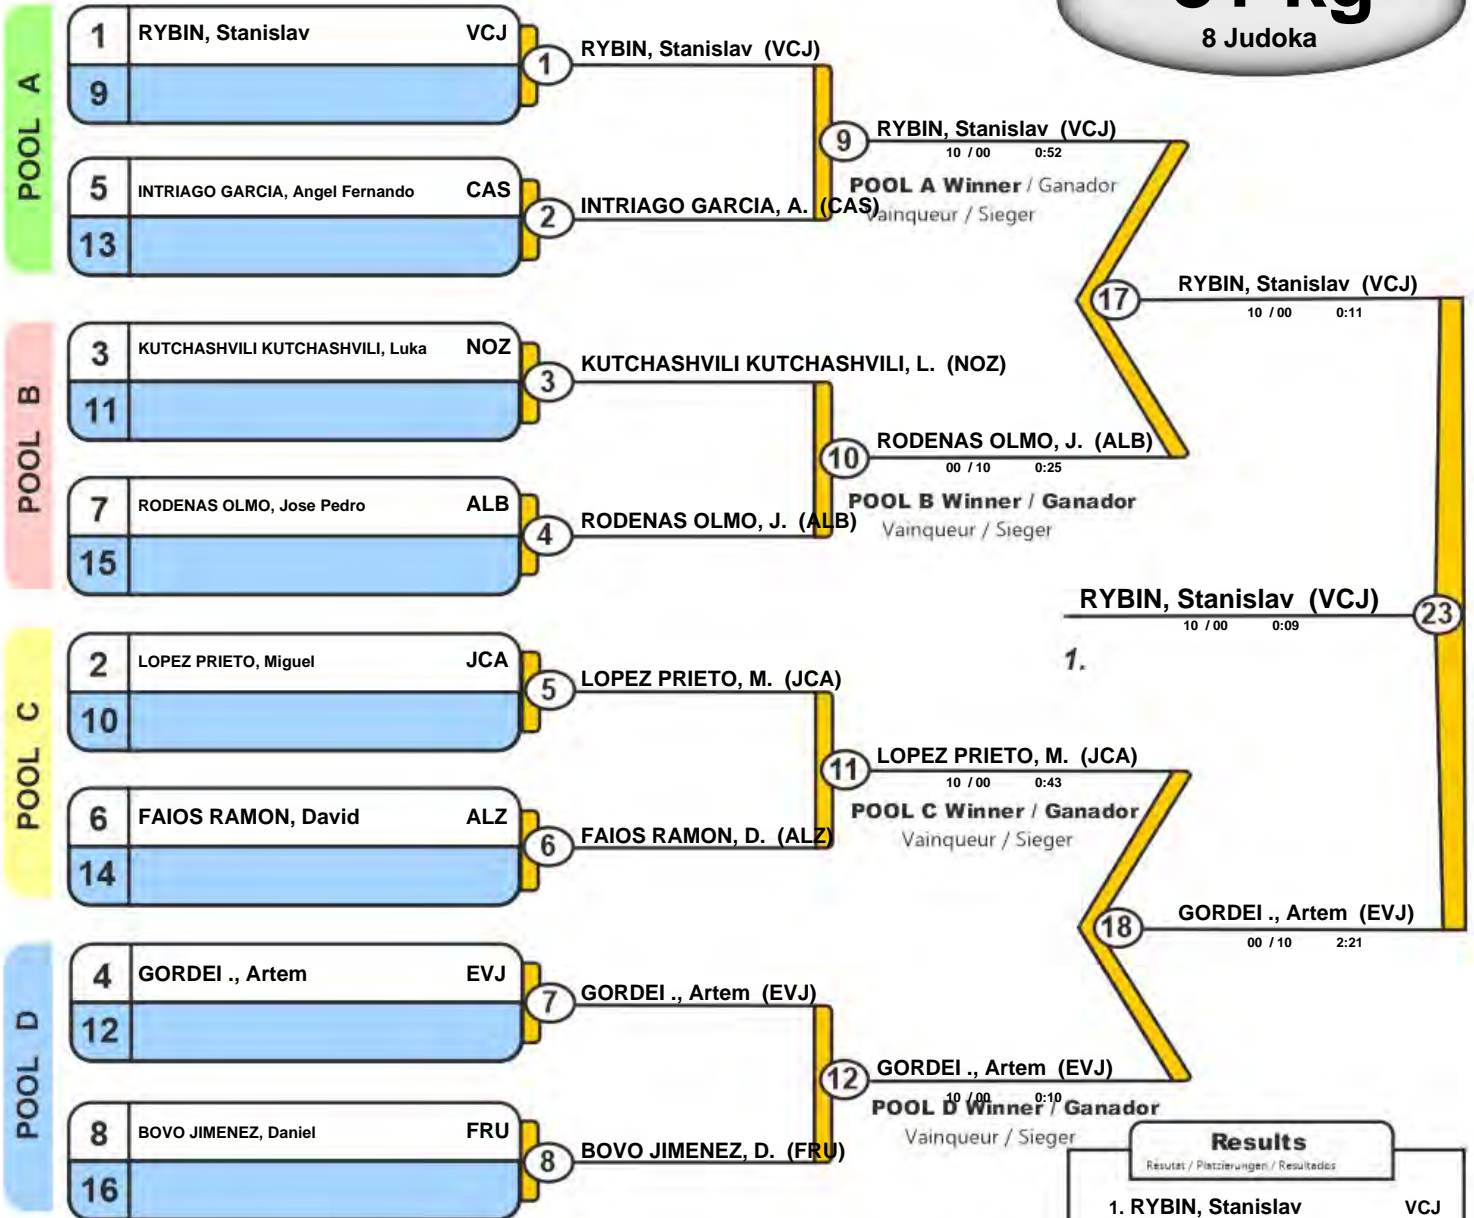 8 Judoka
POOL A
1 RYBIN, Stanislav VCJ
9
5 INTRIAGO GARCIA, Angel Fernando CAS
13
1 RYBIN, Stanislav (VCJ)
2 INTRIAGO GARCIA, A. (CAS)
9 RYBIN, Stanislav (VCJ)
10 / 00 0:52
POOL A Winner / Ganador
Vainqueur / Sieger
POOL B
3 KUTCHASHVILI KUTCHASHVILI, Luka NOZ
11
7 RODENAS OLMO, Jose Pedro ALB
15
3 KUTCHASHVILI KUTCHASHVILI, L. (NOZ)
4 RODENAS OLMO, J. (ALB)
10 RODENAS OLMO, J. (ALB)
00 / 10 0:25
POOL B Winner / Ganador
Vainqueur / Sieger
17 RYBIN, Stanislav (VCJ)
10 / 00 0:11
POOL C
2 LOPEZ PRIETO, Miguel JCA
10
6 FAIOS RAMON, David ALZ
14
5 LOPEZ PRIETO, M. (JCA)
6 FAIOS RAMON, D. (ALZ)
11 LOPEZ PRIETO, M. (JCA)
10 / 00 0:43
POOL C Winner / Ganador
Vainqueur / Sieger
RYBIN, Stanislav (VCJ) 23
10 / 00 0:09
1.
POOL D
4 GORDEI ., Artem EVJ
12
8 BOVO JIMENEZ, Daniel FRU
16
7 GORDEI ., Artem (EVJ)
8 BOVO JIMENEZ, D. (FRU)
12 GORDEI ., Artem (EVJ)
10 / 00 0:10
POOL D Winner / Ganador
Vainqueur / Sieger
18 GORDEI ., Artem (EVJ)
00 / 10 2:21
Results
Resutat / Platzierungen / Resultados
1. RYBIN, Stanislav VCJ